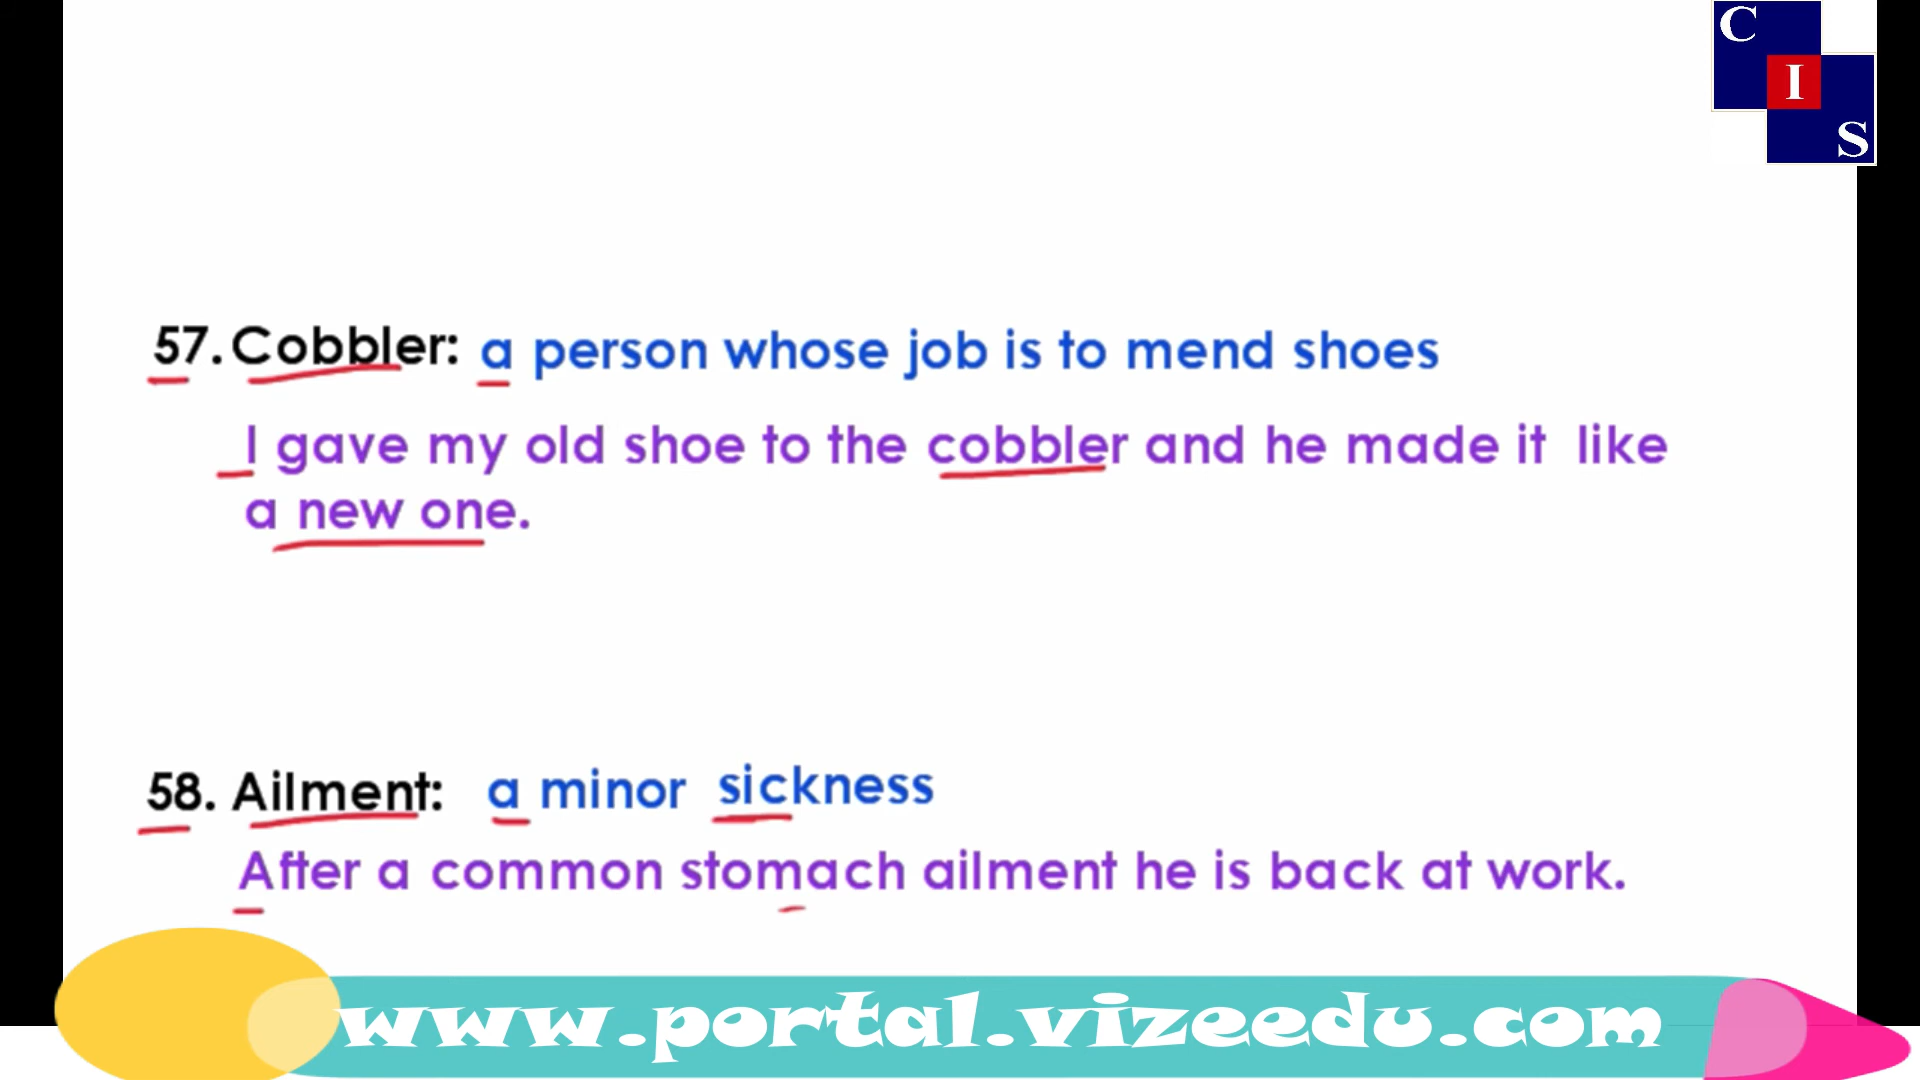 C
I
S
57. Cobbler: a person whose job is to mend shoes
I gave my old shoe to the cobbler and he made it like
a new one.
58. Ailment: a minor sickness
After a common stomach ailment he is back at work.
www.portal.vizeedu.com